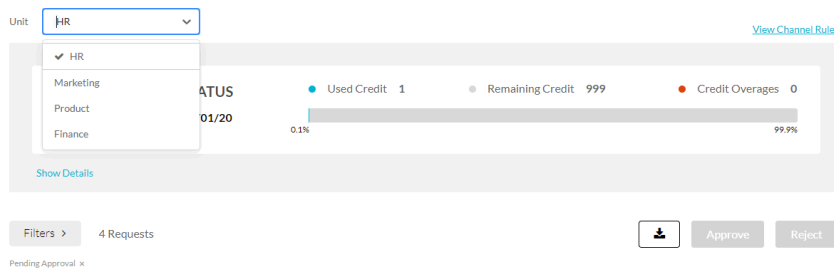 Unit HR
View Channel Rule
HR
Marketing
Product
Finance
ATUS
/01/20
Used Credit 1
Remaining Credit 999
Credit Overages 0
0.1%
99.9%
Show Details
Filters >
4 Requests
Approve
Reject
Pending Approval ×